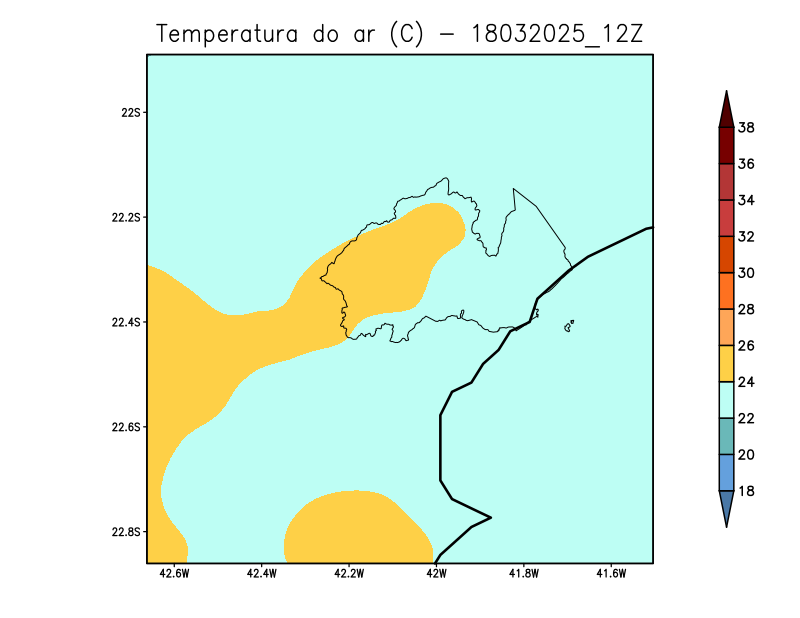 Temperatura do ar (C) – 18032025_12Z
22S
22.2S
22.4S
22.6S
22.8S
42.6W
42.4W
42.2W
42W
41.8W
41.6W
38
36
34
32
30
28
26
24
22
20
18